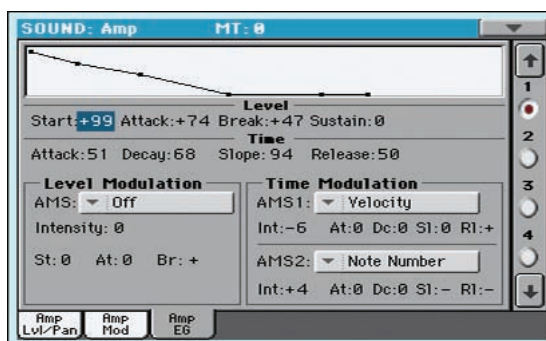 SOUND: Amp MT: 0
Level
Start:+99 Attack:+74 Break:+47 Sustain:0
Time
Attack:51 Decay:68 Slope:94 Release:50
Level Modulation
AMS: Off
Intensity: 0
St:0 At:0 Br: +
Time Modulation
AMS1: Velocity
Int:-6 At:0 Dc:0 Sl:0 Rl:+
AMS2: Note Number
Int:+4 At:0 Dc:0 Sl:- Rl:-
1
2
3
4
Amp Lvl/Pan
Amp Mod
Amp EG